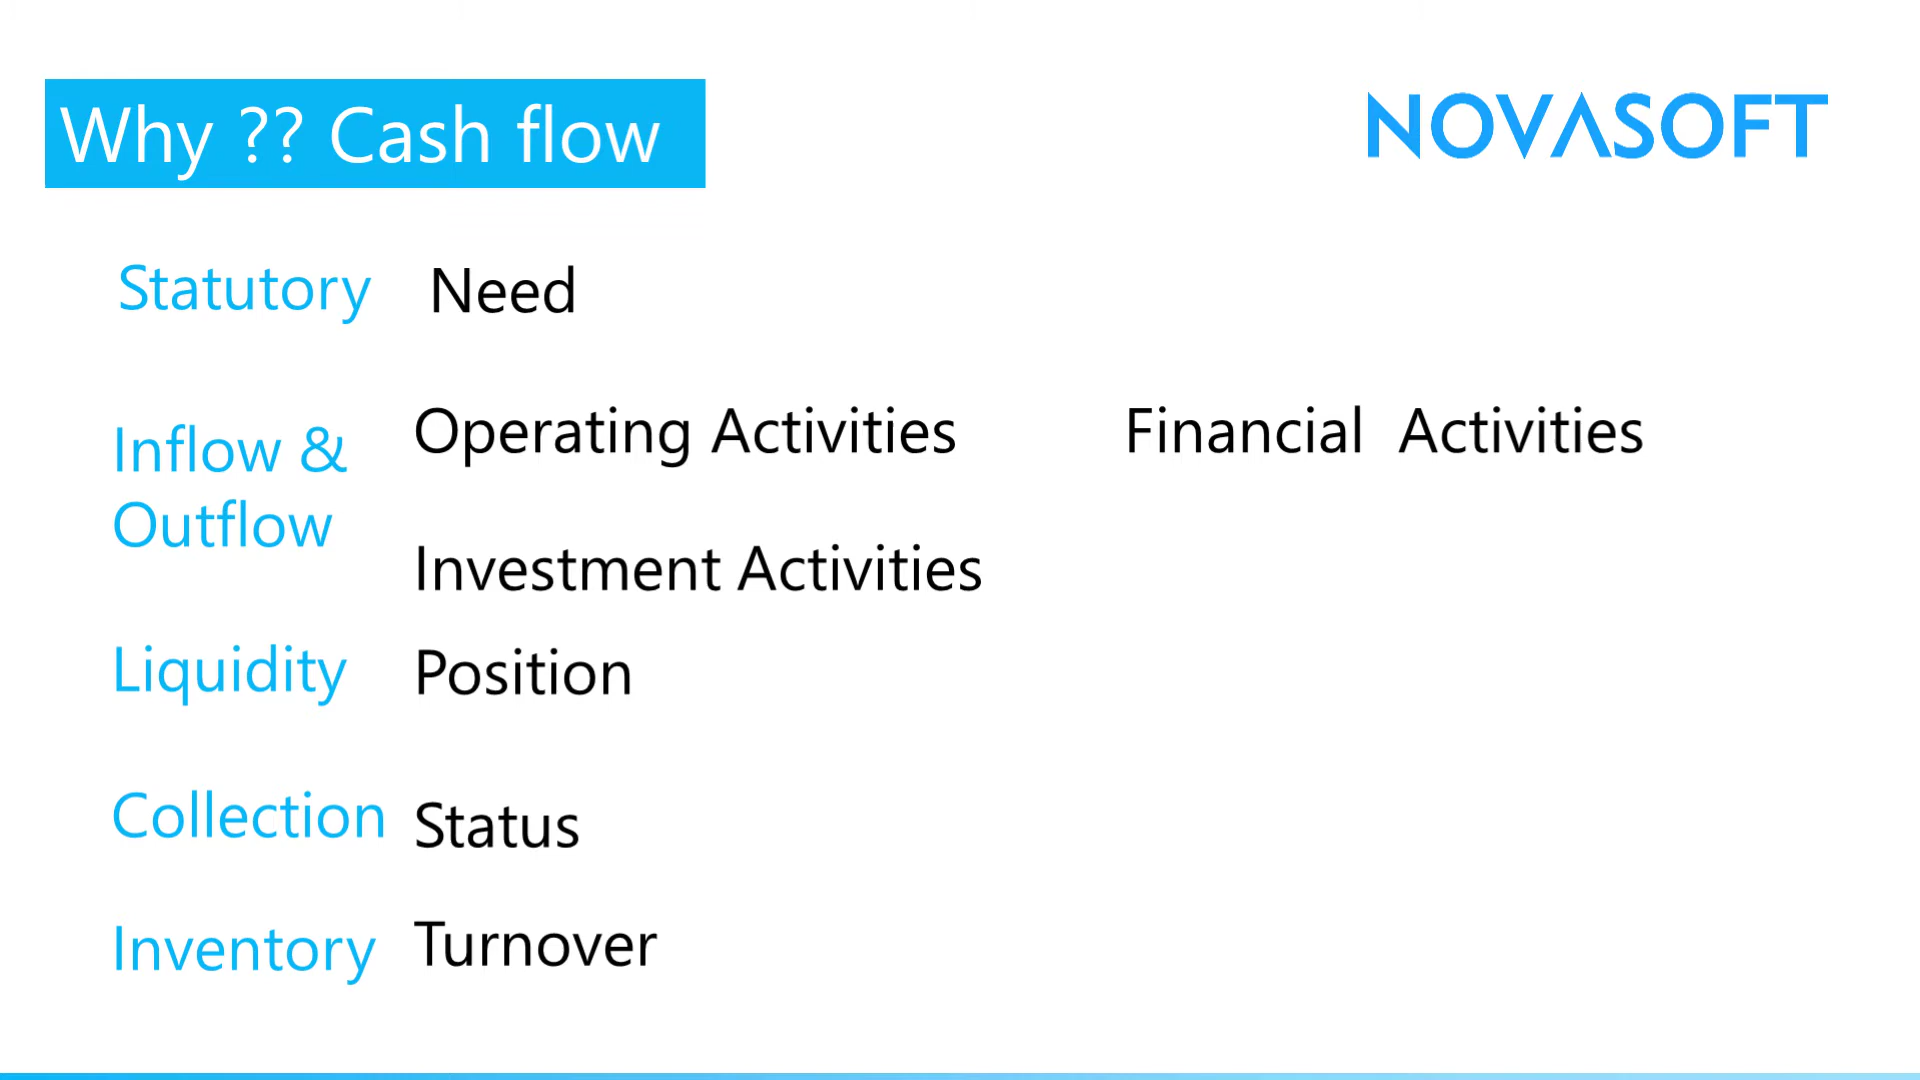 Why ?? Cash flow
NOVASOFT
Statutory Need
Inflow &
Outflow
Operating Activities Financial Activities
Investment Activities
Liquidity Position
Collection Status
Inventory Turnover